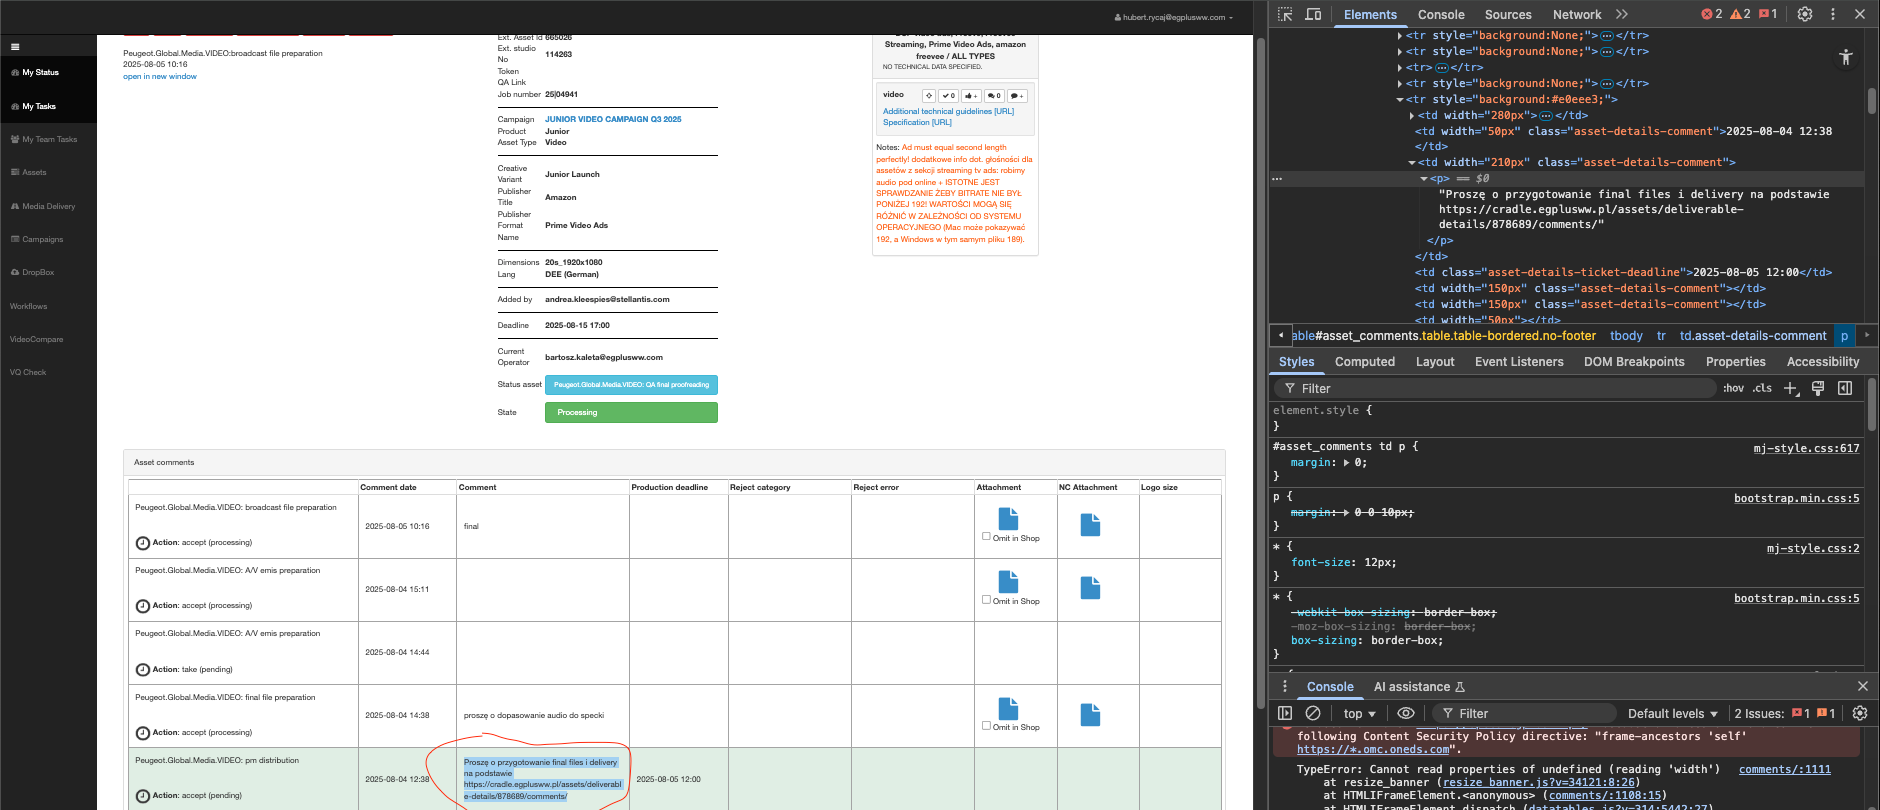 hubert.rycaj@egplusww.com
My Status
My Tasks
My Team Tasks
Assets
Media Delivery
Campaigns
DropBox
Workflows
VideoCompare
VQ Check
Peugeot.Global.Media.VIDEO:broadcast file preparation
2025-08-05 10:16
open in new window
Ext. Asset Id 665026
Ext. studio No 114263
Token
QA Link
Job number 25|04941
Campaign JUNIOR VIDEO CAMPAIGN Q3 2025
Product Junior
Asset Type Video
Creative Variant Junior Launch
Publisher Title Amazon
Publisher Format Name Prime Video Ads
Dimensions 20s_1920x1080
Lang DEE (German)
Added by andrea.kleespies@stellantis.com
Deadline 2025-08-15 17:00
Current Operator bartosz.kaleta@egplusww.com
Status asset Peugeot.Global.Media.VIDEO: QA final proofreading
State Processing
Streaming, Prime Video Ads, amazon
freevee / ALL TYPES
NO TECHNICAL DATA SPECIFIED.
video 0 + 0 +
Additional technical guidelines [URL]
Specification [URL]
Notes: Ad must equal second length
perfectly! dodatkowe info dot. głośności dla
assetów z sekcji streaming tv ads: robimy
audio pod online + ISTOTNE JEST
SPRAWDZANIE ŻEBY BITRATE NIE BYŁ
PONIŻEJ 192! WARTOŚCI MOGĄ SIĘ
RÓŻNIĆ W ZALEŻNOŚCI OD SYSTEMU
OPERACYJNEGO (Mac może pokazywać
192, a Windows w tym samym pliku 189).
Asset comments
Comment date Comment Production deadline Reject category Reject error Attachment NC Attachment Logo size
Peugeot.Global.Media.VIDEO: broadcast file preparation
2025-08-05 10:16 final
Omit in Shop
Action: accept (processing)
Peugeot.Global.Media.VIDEO: A/V emis preparation
2025-08-04 15:11
Omit in Shop
Action: accept (processing)
Peugeot.Global.Media.VIDEO: A/V emis preparation
2025-08-04 14:44
Action: take (pending)
Peugeot.Global.Media.VIDEO: final file preparation
2025-08-04 14:38 proszę o dopasowanie audio do specki
Omit in Shop
Action: accept (processing)
Peugeot.Global.Media.VIDEO: pm distribution
2025-08-04 12:38
Proszę o przygotowanie final files i delivery
na podstawie
https://cradle.egplusww.pl/assets/deliverabl
e-details/878689/comments/
2025-08-05 12:00
Action: accept (pending)
Elements Console Sources Network 2 2 1
<tr style="background:None;"> … </tr>
<tr style="background:None;"> … </tr>
<tr> … </tr>
<tr style="background:None;"> … </tr>
<tr style="background:#e0eee3;">
<td width="280px"> … </td>
<td width="50px" class="asset-details-comment">2025-08-04 12:38
</td>
<td width="210px" class="asset-details-comment">
<p> == $0
"Proszę o przygotowanie final files i delivery na podstawie
https://cradle.egplusww.pl/assets/deliverable-
details/878689/comments/"
</p>
</td>
<td class="asset-details-ticket-deadline">2025-08-05 12:00</td>
<td width="150px" class="asset-details-comment"></td>
<td width="150px" class="asset-details-comment"></td>
<td width="50px"></td>
able#asset_comments.table.table-bordered.no-footer tbody tr td.asset-details-comment p
Styles Computed Layout Event Listeners DOM Breakpoints Properties Accessibility
Filter :hov .cls
element.style {
}
#asset_comments td p { mj-style.css:617
margin: 0;
}
p { bootstrap.min.css:5
margin: 0 0 10px;
}
* { mj-style.css:2
font-size: 12px;
}
* { bootstrap.min.css:5
-webkit-box-sizing: border-box;
-moz-box-sizing: border-box;
box-sizing: border-box;
}
Console AI assistance
top Filter Default levels 2 Issues: 1 1
following Content Security Policy directive: "frame-ancestors 'self'
https://*.omc.oneds.com".
TypeError: Cannot read properties of undefined (reading 'width') comments/:1111
at resize_banner (resize_banner.js?v=34121:8:26)
at HTMLIFrameElement.<anonymous> (comments/:1108:15)
at HTMLIFrameElement.dispatch (datatables.js?v=314:5442:27)